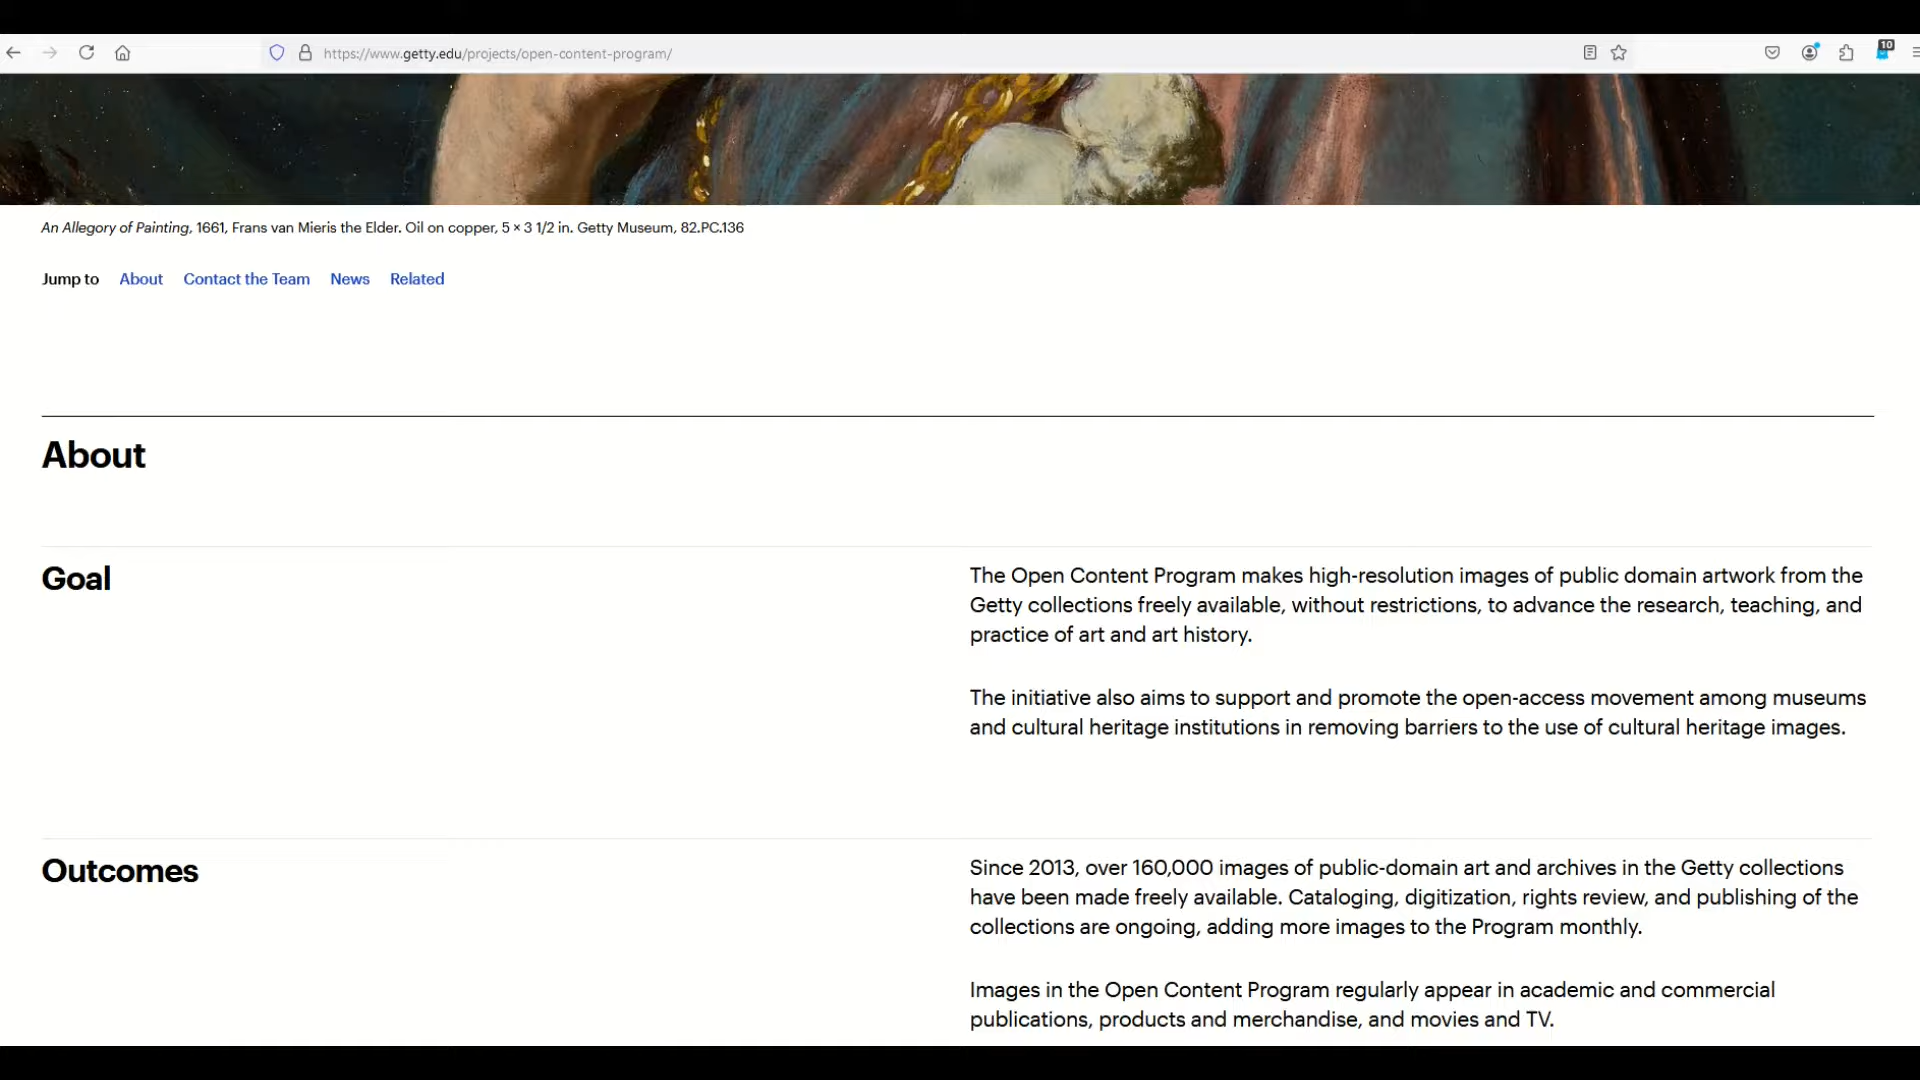 https://www.getty.edu/projects/open-content-program/
10
An Allegory of Painting, 1661, Frans van Mieris the Elder. Oil on copper, 5 × 3 1/2 in. Getty Museum, 82.PC.136
Jump to About Contact the Team News Related
About
Goal
The Open Content Program makes high-resolution images of public domain artwork from the
Getty collections freely available, without restrictions, to advance the research, teaching, and
practice of art and art history.
The initiative also aims to support and promote the open-access movement among museums
and cultural heritage institutions in removing barriers to the use of cultural heritage images.
Outcomes
Since 2013, over 160,000 images of public-domain art and archives in the Getty collections
have been made freely available. Cataloging, digitization, rights review, and publishing of the
collections are ongoing, adding more images to the Program monthly.
Images in the Open Content Program regularly appear in academic and commercial
publications, products and merchandise, and movies and TV.